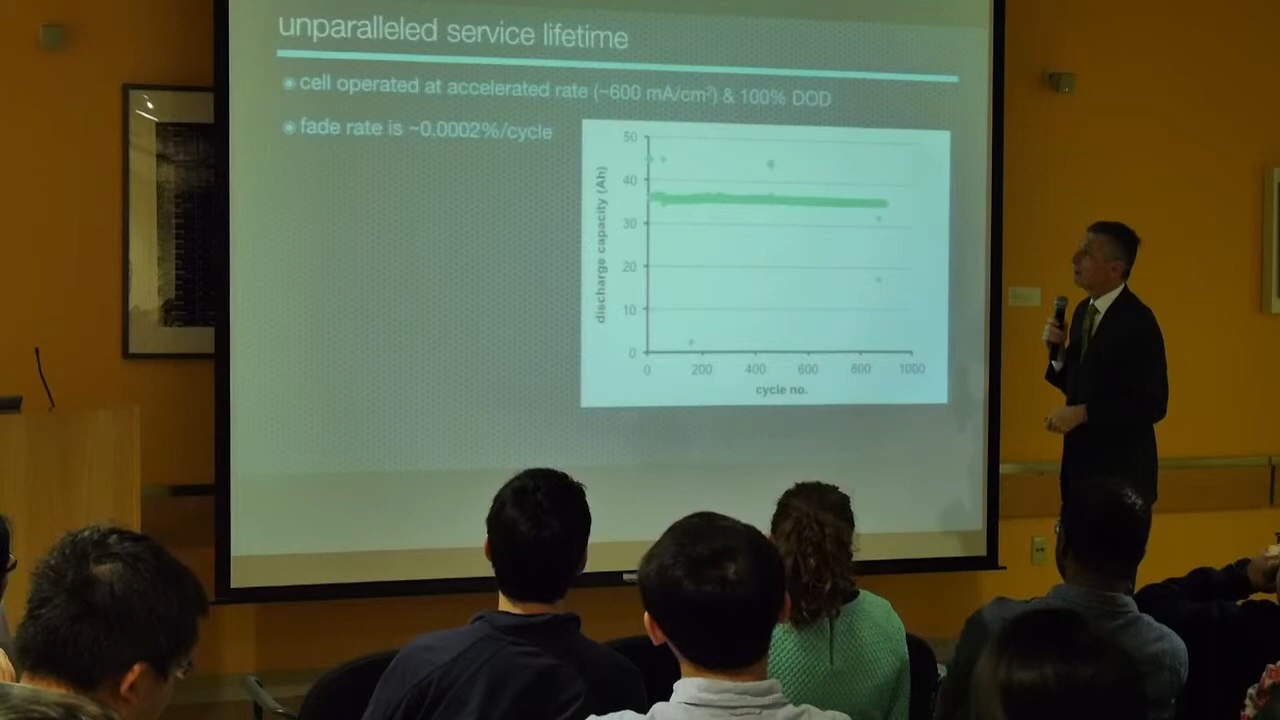 unparalleled service lifetime
cell operated at accelerated rate (~600 mA/cm²) & 100% DOD
fade rate is ~0.0002%/cycle
50
40
30
20
10
0
discharge capacity (Ah)
0 200 400 600 800 1000
cycle no.